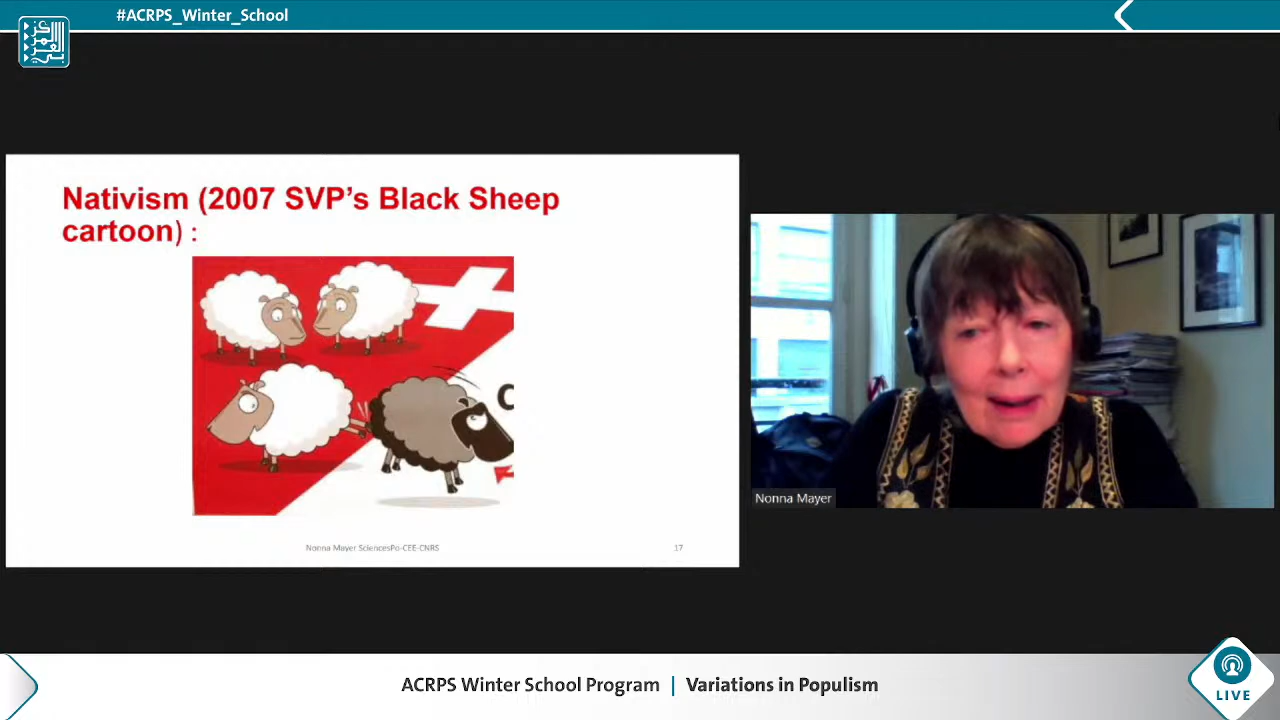 #ACRPS_Winter_School
Nativism (2007 SVP's Black Sheep
cartoon) :
Nonna Mayer SciencesPo-CEE-CNRS
17
Nonna Mayer
ACRPS Winter School Program | Variations in Populism
LIVE